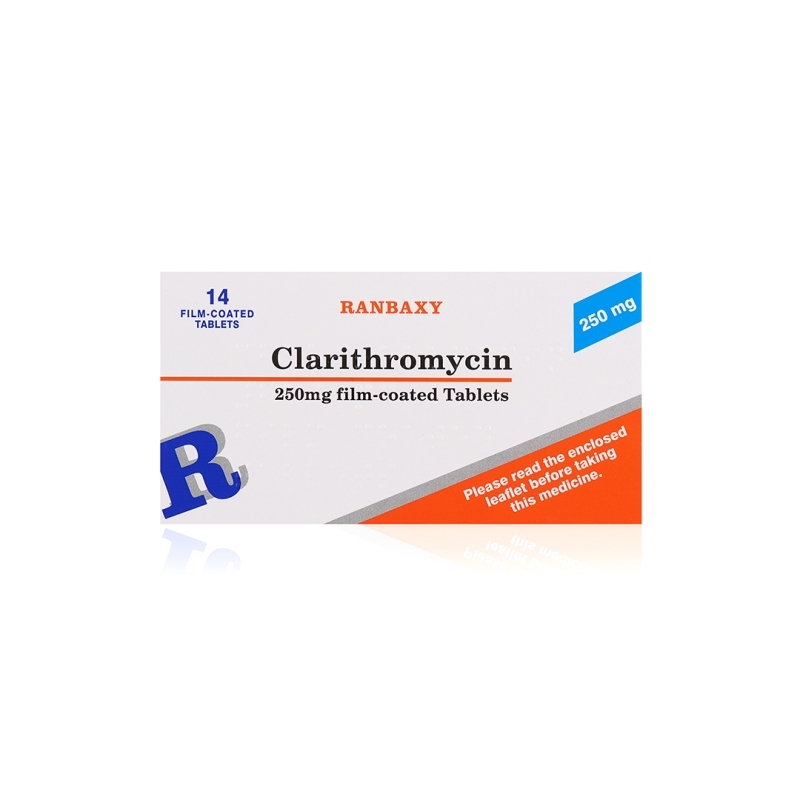 14
FILM-COATED
TABLETS
RANBAXY
250 mg
Clarithromycin
250mg film-coated Tablets
R
Please read the enclosed
leaflet before taking
this medicine.